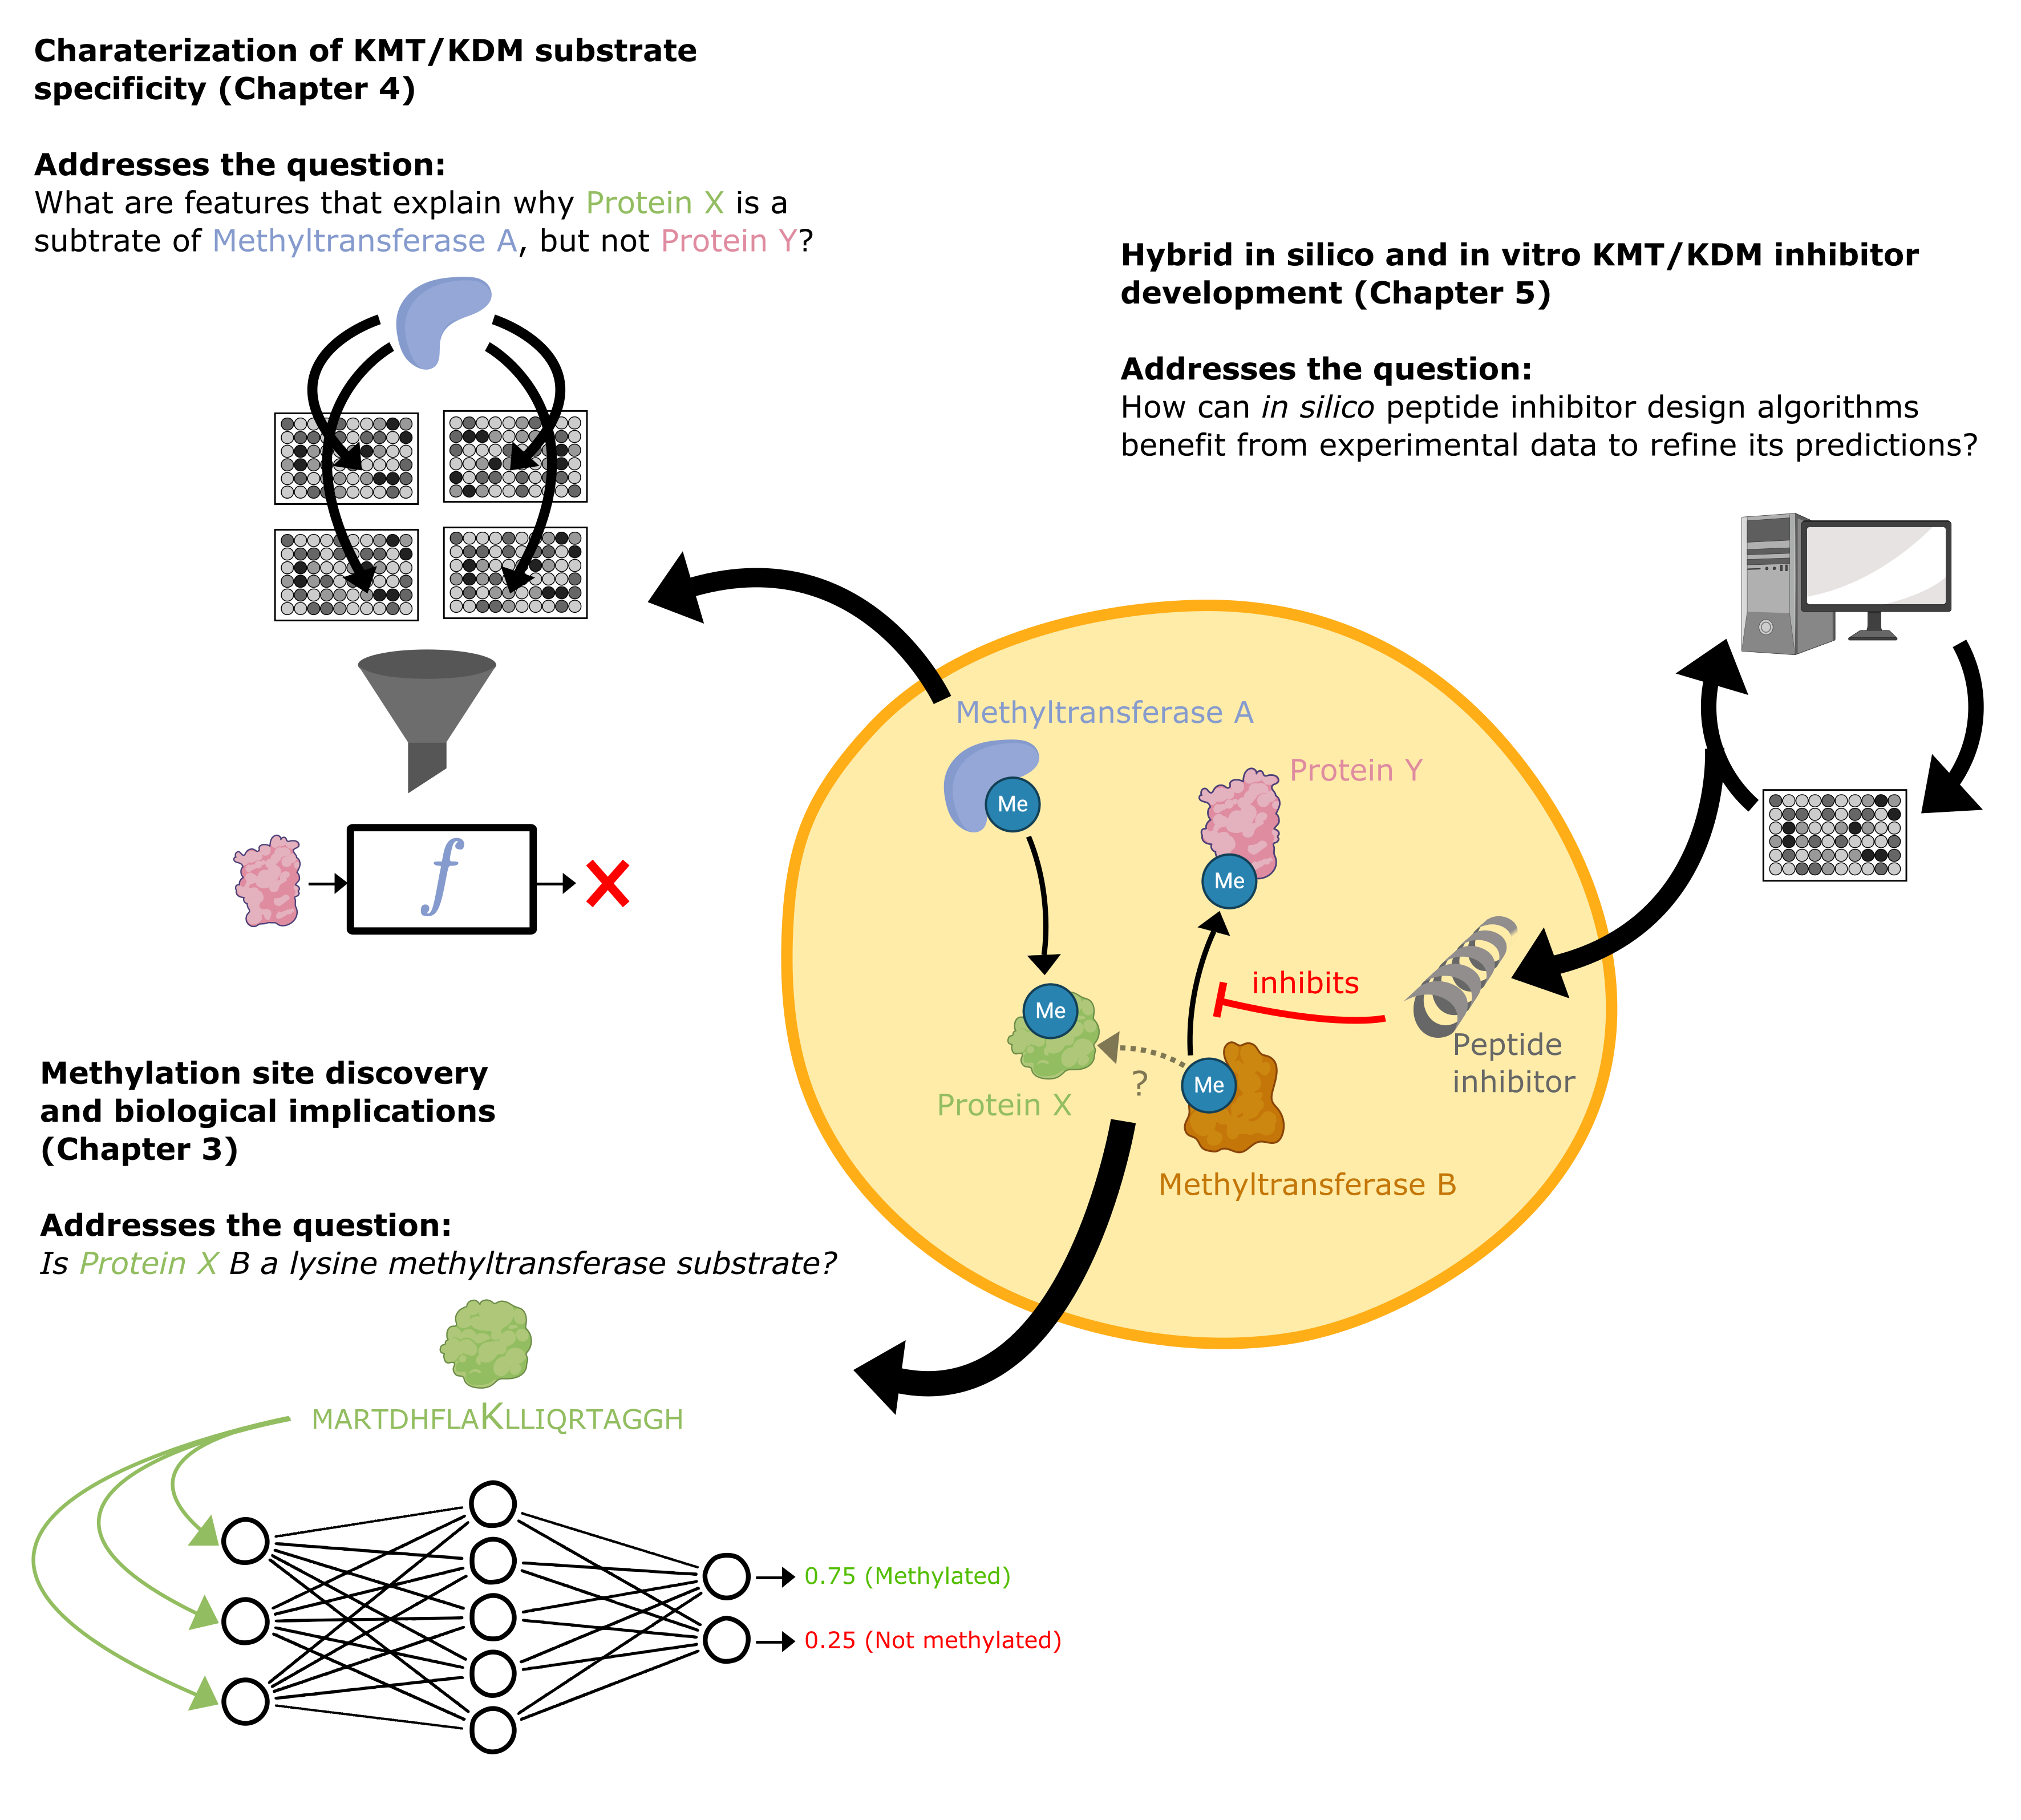 Charaterization of KMT/KDM substrate
specificity (Chapter 4)
Addresses the question:
What are features that explain why Protein X is a
subtrate of Methyltransferase A, but not Protein Y?
f
Hybrid in silico and in vitro KMT/KDM inhibitor
development (Chapter 5)
Addresses the question:
How can in silico peptide inhibitor design algorithms
benefit from experimental data to refine its predictions?
Methyltransferase A
Me
Protein Y
Me
inhibits
Me
Protein X
?
Me
Peptide
inhibitor
Methyltransferase B
Methylation site discovery
and biological implications
(Chapter 3)
Addresses the question:
Is Protein X B a lysine methyltransferase substrate?
MARTDHFLAKLLIQRTAGGH
0.75 (Methylated)
0.25 (Not methylated)